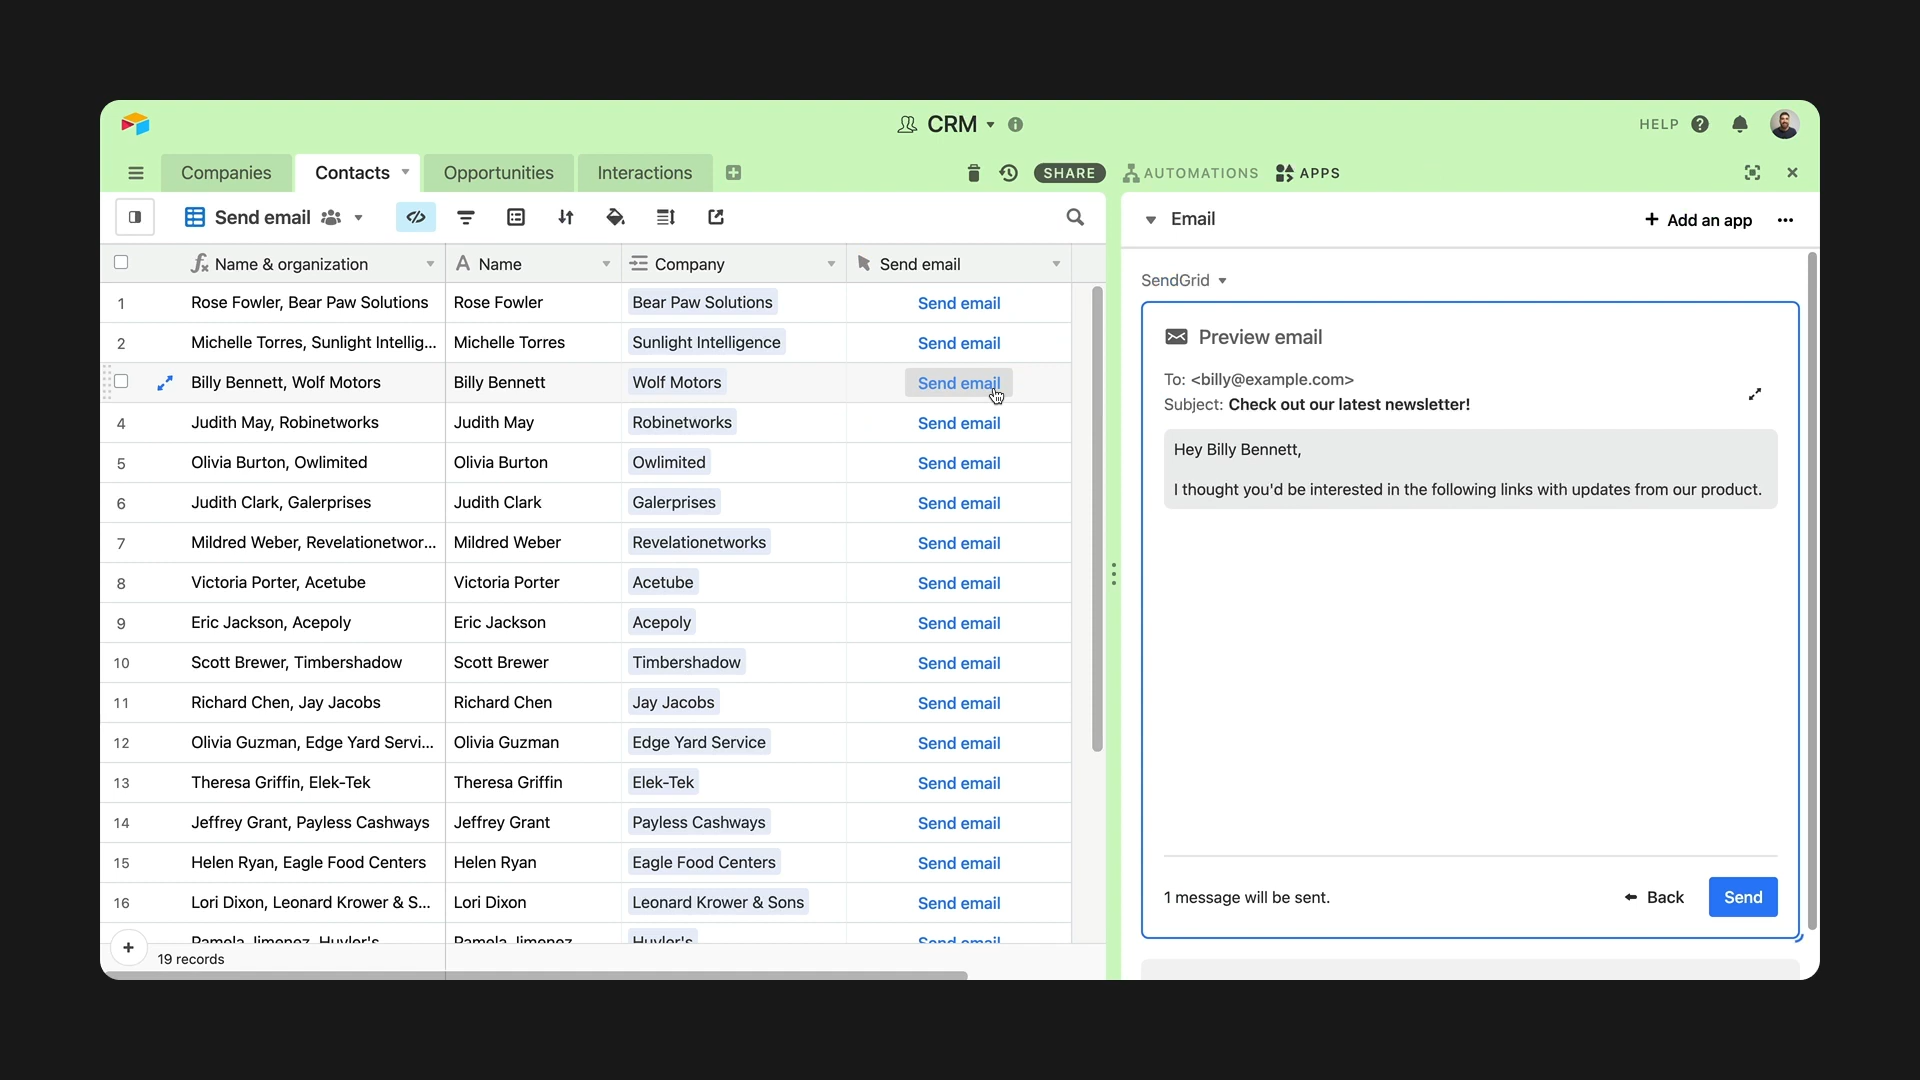 CRM
HELP
Companies
Contacts
Opportunities
Interactions
SHARE
AUTOMATIONS
APPS
Send email
Name & organization
Name
Company
Send email
1 Rose Fowler, Bear Paw Solutions Rose Fowler Bear Paw Solutions Send email
2 Michelle Torres, Sunlight Intellig... Michelle Torres Sunlight Intelligence Send email
Billy Bennett, Wolf Motors Billy Bennett Wolf Motors Send email
4 Judith May, Robinetworks Judith May Robinetworks Send email
5 Olivia Burton, Owlimited Olivia Burton Owlimited Send email
6 Judith Clark, Galerprises Judith Clark Galerprises Send email
7 Mildred Weber, Revelationetwor... Mildred Weber Revelationetworks Send email
8 Victoria Porter, Acetube Victoria Porter Acetube Send email
9 Eric Jackson, Acepoly Eric Jackson Acepoly Send email
10 Scott Brewer, Timbershadow Scott Brewer Timbershadow Send email
11 Richard Chen, Jay Jacobs Richard Chen Jay Jacobs Send email
12 Olivia Guzman, Edge Yard Servi... Olivia Guzman Edge Yard Service Send email
13 Theresa Griffin, Elek-Tek Theresa Griffin Elek-Tek Send email
14 Jeffrey Grant, Payless Cashways Jeffrey Grant Payless Cashways Send email
15 Helen Ryan, Eagle Food Centers Helen Ryan Eagle Food Centers Send email
16 Lori Dixon, Leonard Krower & S... Lori Dixon Leonard Krower & Sons Send email
Pamela Jimenez, Huyler's Pamela Jimenez Huyler's Send email
19 records
Email
Add an app
SendGrid
Preview email
To: <billy@example.com>
Subject: Check out our latest newsletter!
Hey Billy Bennett,
I thought you'd be interested in the following links with updates from our product.
1 message will be sent.
Back
Send